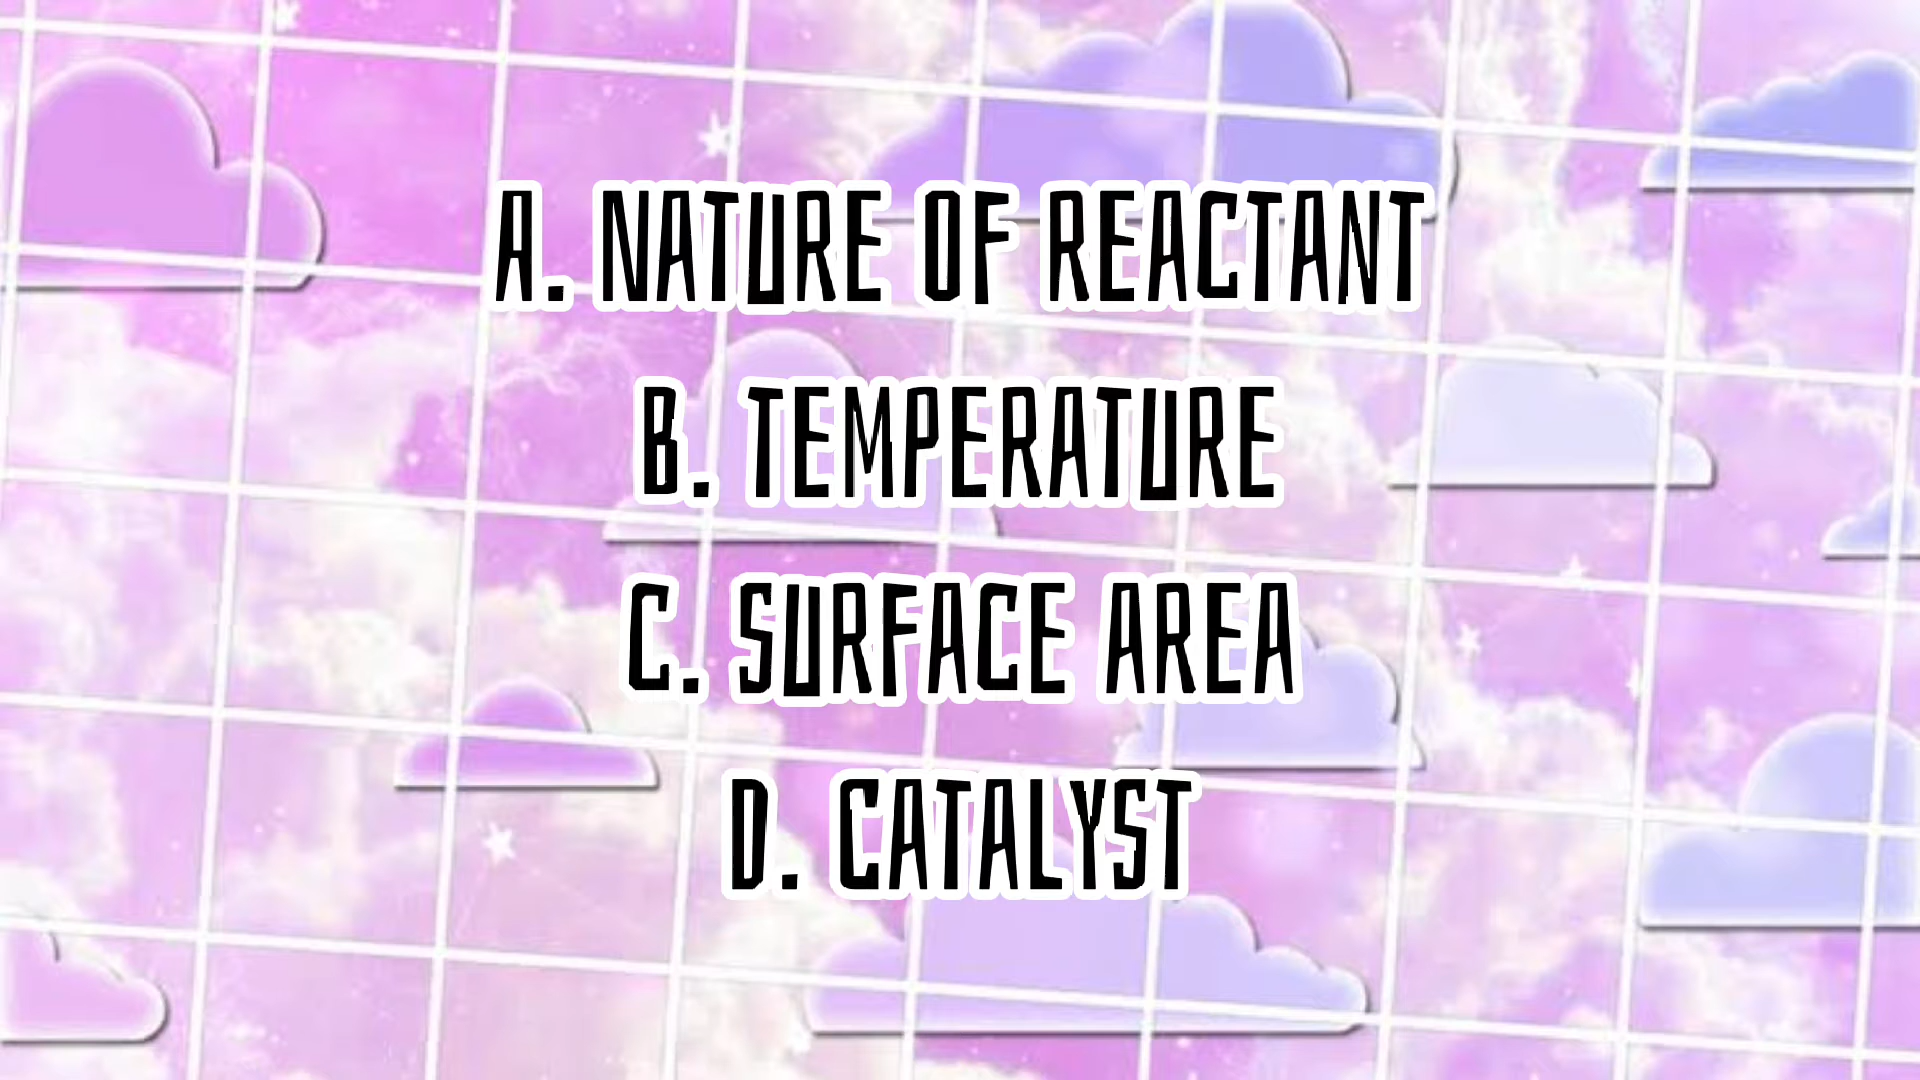 A. NATURE OF REACTANT
B. TEMPERATURE
C. SURFACE AREA
D. CATALYST